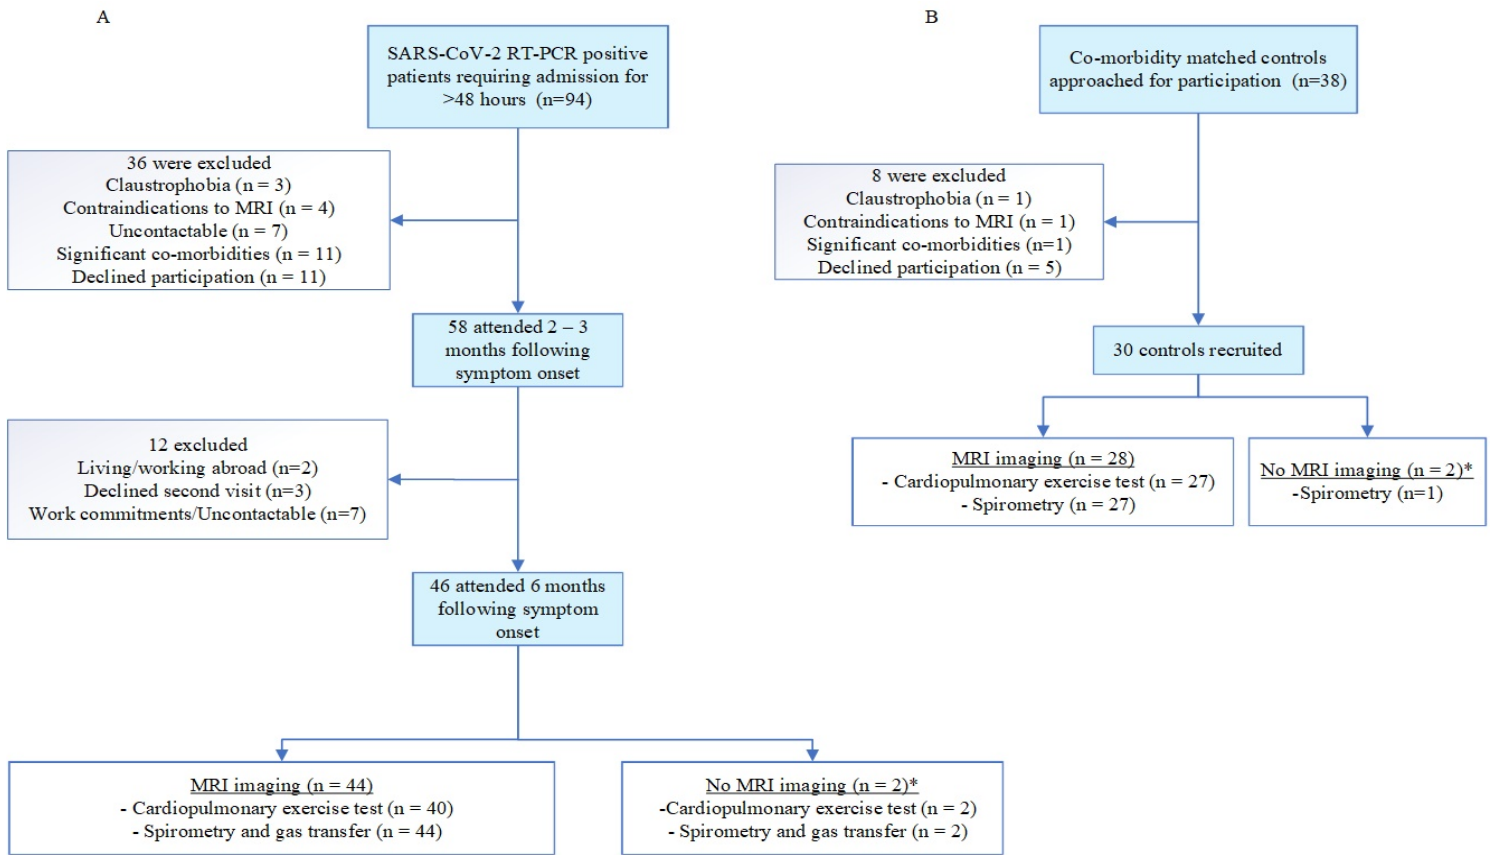 A
SARS-CoV-2 RT-PCR positive
patients requiring admission for
>48 hours (n=94)
36 were excluded
Claustrophobia (n = 3)
Contraindications to MRI (n = 4)
Uncontactable (n = 7)
Significant co-morbidities (n = 11)
Declined participation (n = 11)
58 attended 2 – 3
months following
symptom onset
12 excluded
Living/working abroad (n=2)
Declined second visit (n=3)
Work commitments/Uncontactable (n=7)
46 attended 6 months
following symptom
onset
MRI imaging (n = 44)
- Cardiopulmonary exercise test (n = 40)
- Spirometry and gas transfer (n = 44)
No MRI imaging (n = 2)*
-Cardiopulmonary exercise test (n = 2)
- Spirometry and gas transfer (n = 2)
B
Co-morbidity matched controls
approached for participation (n=38)
8 were excluded
Claustrophobia (n = 1)
Contraindications to MRI (n = 1)
Significant co-morbidities (n=1)
Declined participation (n = 5)
30 controls recruited
MRI imaging (n = 28)
- Cardiopulmonary exercise test (n = 27)
- Spirometry (n = 27)
No MRI imaging (n = 2)*
-Spirometry (n=1)